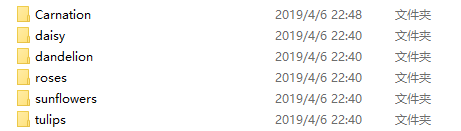 Carnation 2019/4/6 22:48 文件夹
daisy 2019/4/6 22:40 文件夹
dandelion 2019/4/6 22:40 文件夹
roses 2019/4/6 22:40 文件夹
sunflowers 2019/4/6 22:40 文件夹
tulips 2019/4/6 22:40 文件夹